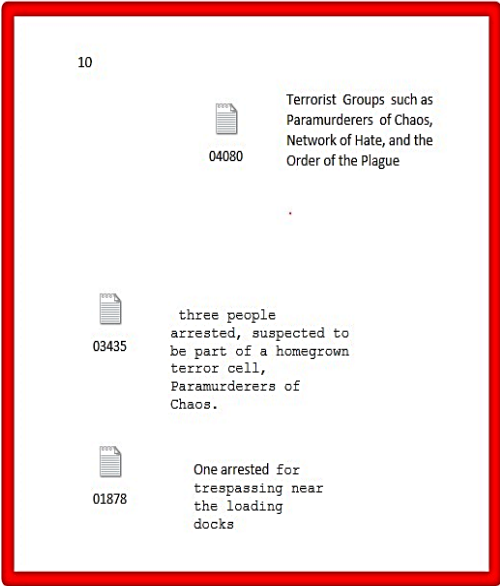 10
Terrorist Groups such as
Paramurderers of Chaos,
Network of Hate, and the
Order of the Plague
04080
three people
arrested, suspected to
be part of a homegrown
terror cell,
Paramurderers of
Chaos.
03435
One arrested for
trespassing near
the loading
docks
01878